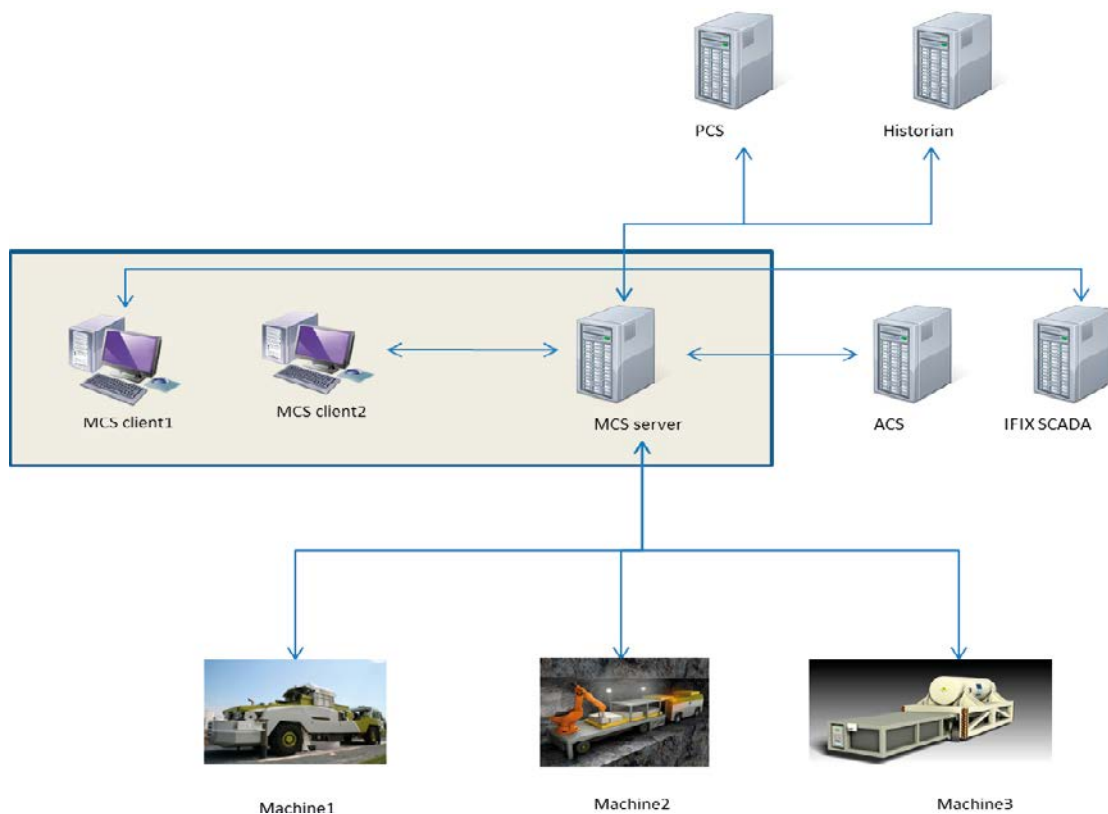 PCS
Historian
MCS client1
MCS client2
MCS server
ACS
IFIX SCADA
Machine1
Machine2
Machine3